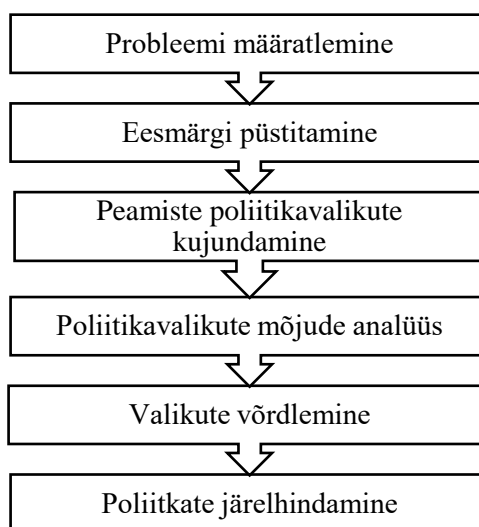 Probleemi määratlemine
Eesmärgi püstitamine
Peamiste poliitikavalikute
kujundamine
Poliitikavalikute mõjude analüüs
Valikute võrdlemine
Poliitkate järelhindamine